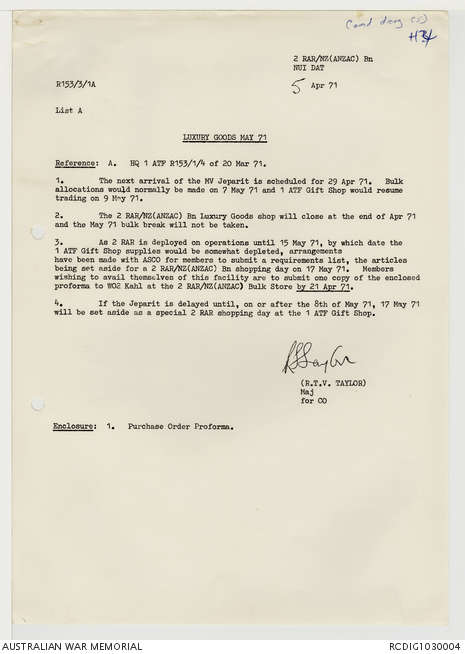 (cmd diary (5)
H34
2 RAR/NZ(ANZAC) Bn
NUI DAT
R153/3/1A
5 Apr 71
List A
LUXURY GOODS MAY 71
Reference: A. HQ 1 ATF R153/1/4 of 20 Mar 71.
1. The next arrival of the MV Jeparit is scheduled for 29 Apr 71. Bulk
allocations would normally be made on 7 May 71 and 1 ATF Gift Shop would resume
trading on 9 May 71.
2. The 2 RAR/NZ(ANZAC) Bn Luxury Goods shop will close at the end of Apr 71
and the May 71 bulk break will not be taken.
3. As 2 RAR is deployed on operations until 15 May 71, by which date the
1 ATF Gift Shop supplies would be somewhat depleted, arrangements
have been made with ASCO for members to submit a requirements list, the articles
being set aside for a 2 RAR/NZ(ANZAC) Bn shopping day on 17 May 71. Members
wishing to avail themselves of this facility are to submit one copy of the enclosed
proforma to WO2 Kahl at the 2 RAR/NZ(ANZAC) Bulk Store by 21 Apr 71.
4. If the Jeparit is delayed until, on or after the 8th of May 71, 17 May 71
will be set aside as a special 2 RAR shopping day at the 1 ATF Gift Shop.
(R.T.V. TAYLOR)
Maj
for CO
Enclosure: 1. Purchase Order Proforma.
AUSTRALIAN WAR MEMORIAL
RCDIG1030004